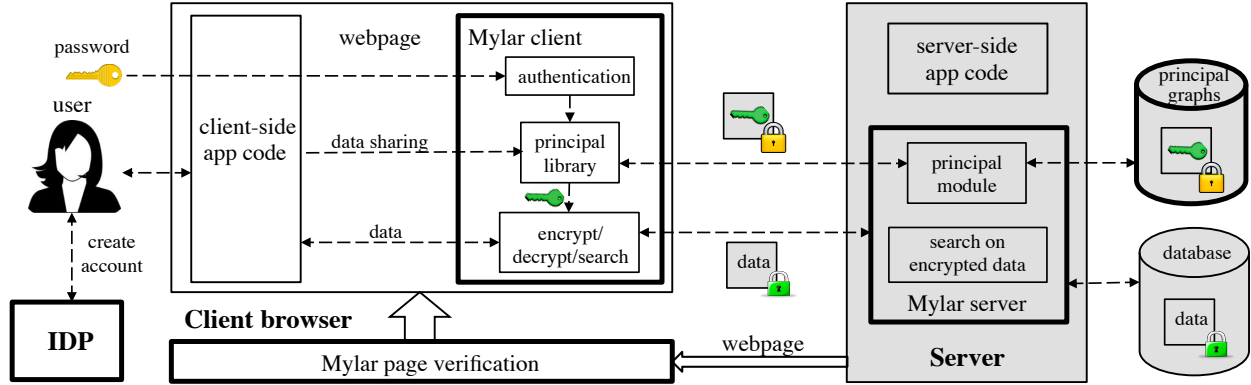 password
user
create
account
IDP
client-side
app code
webpage
data sharing
data
Mylar client
authentication
principal
library
encrypt/
decrypt/search
Client browser
Mylar page verification
webpage
data
server-side
app code
principal
module
search on
encrypted data
Mylar server
Server
principal
graphs
database
data